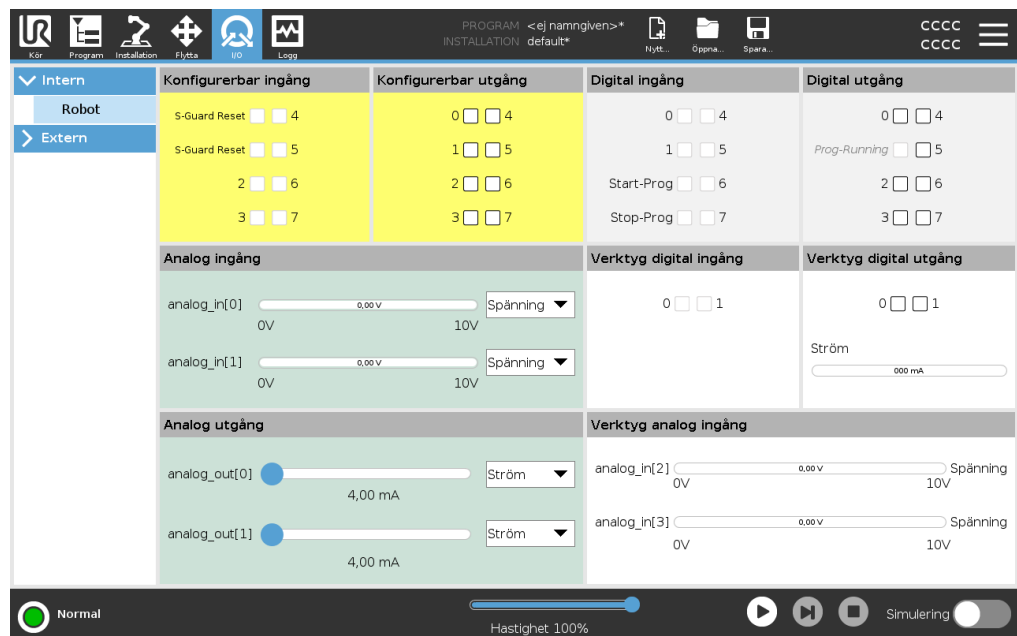 PROGRAM <ej namngiven>*
INSTALLATION default*
CCCC
CCCC
Kör Program Installation Flytta I/O Logg Nytt... Öppna... Spara...
Intern
Robot
Extern
Konfigurerbar ingång
S-Guard Reset 4
S-Guard Reset 5
2 6
3 7
Konfigurerbar utgång
0 4
1 5
2 6
3 7
Digital ingång
0 4
1 5
Start-Prog 6
Stop-Prog 7
Digital utgång
0 4
Prog-Running 5
2 6
3 7
Analog ingång
analog_in[0] 0,00 V Spänning
0V 10V
analog_in[1] 0,00 V Spänning
0V 10V
Verktyg digital ingång
0 1
Verktyg digital utgång
0 1
Ström
000 mA
Analog utgång
analog_out[0] Ström
4,00 mA
analog_out[1] Ström
4,00 mA
Verktyg analog ingång
analog_in[2] 0,00 V Spänning
0V 10V
analog_in[3] 0,00 V Spänning
0V 10V
Normal
Hastighet 100%
Simulering